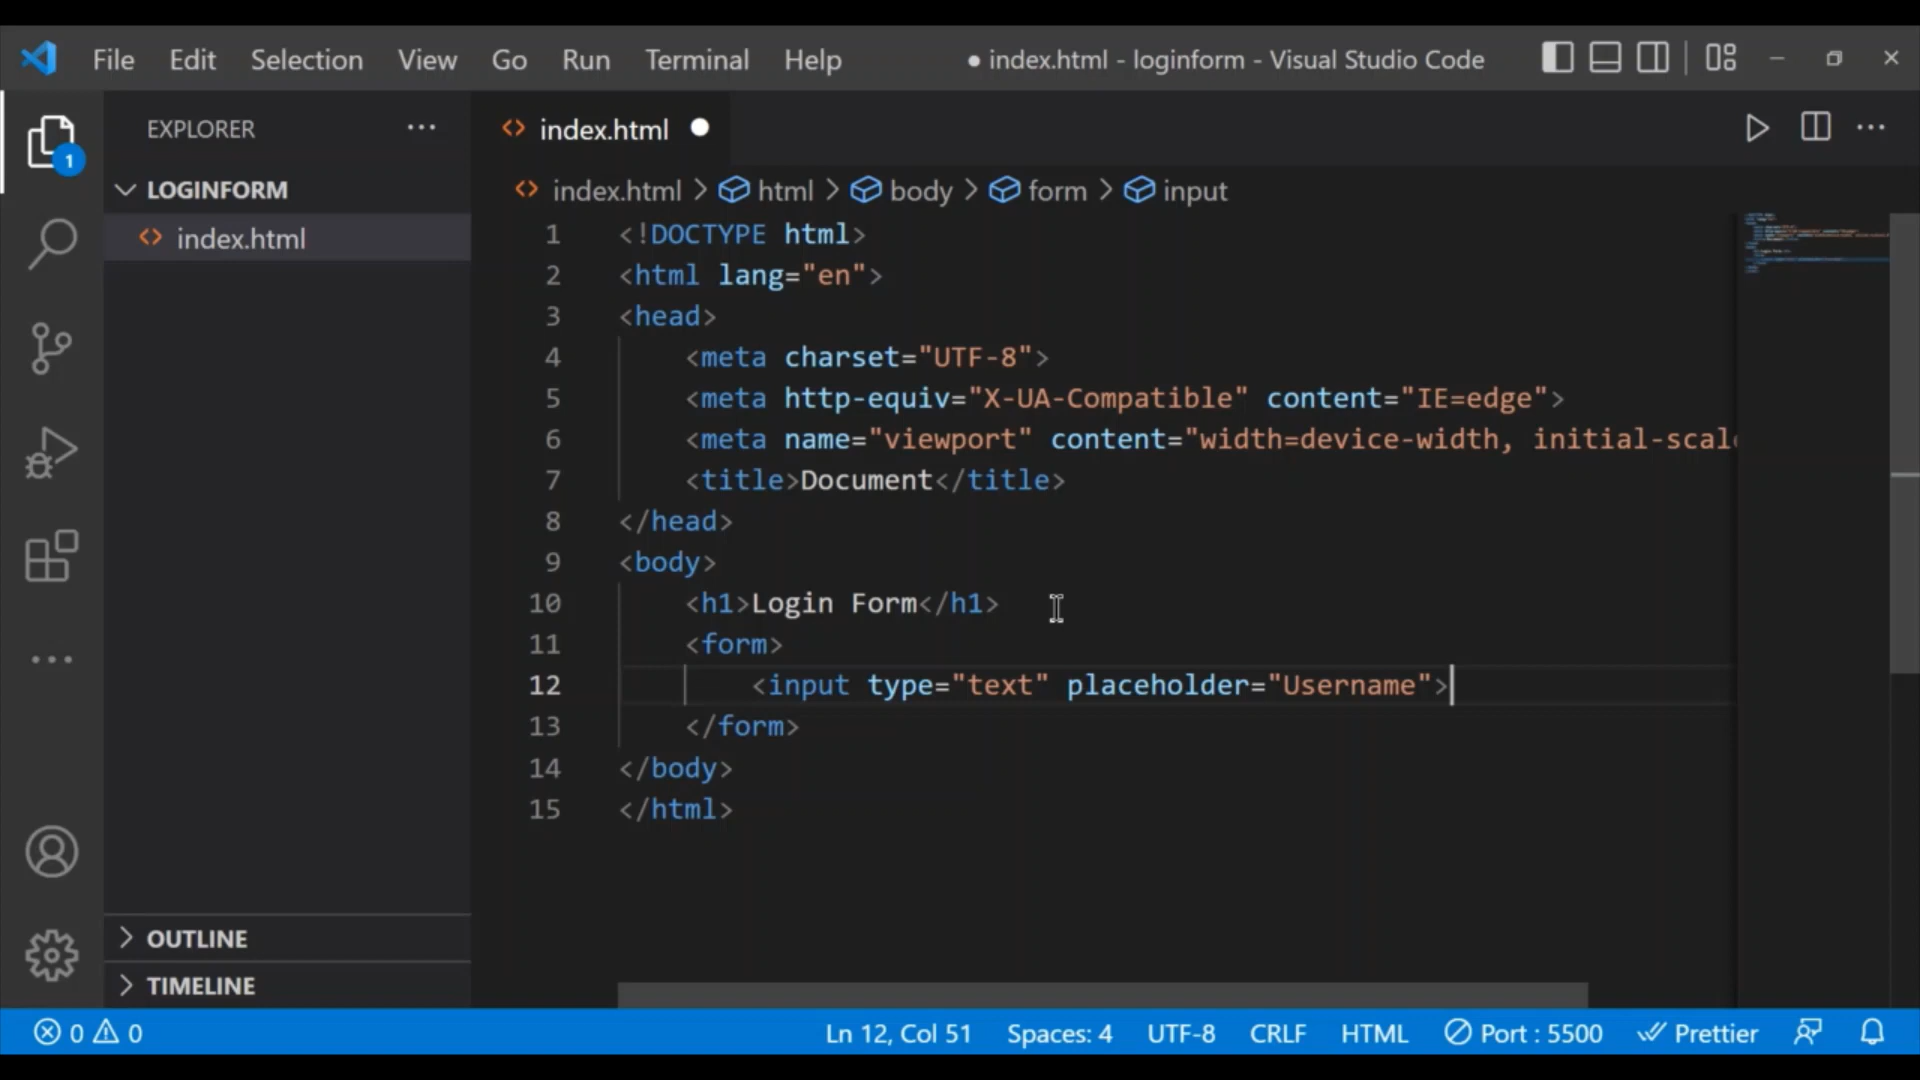 File Edit Selection View Go Run Terminal Help ● index.html - loginform - Visual Studio Code
EXPLORER
1
LOGINFORM
index.html
OUTLINE
TIMELINE
index.html
index.html > html > body > form > input
1 <!DOCTYPE html>
2 <html lang="en">
3 <head>
4 <meta charset="UTF-8">
5 <meta http-equiv="X-UA-Compatible" content="IE=edge">
6 <meta name="viewport" content="width=device-width, initial-scale
7 <title>Document</title>
8 </head>
9 <body>
10 <h1>Login Form</h1>
11 <form>
12 <input type="text" placeholder="Username">
13 </form>
14 </body>
15 </html>
0 0 Ln 12, Col 51 Spaces: 4 UTF-8 CRLF HTML Port : 5500 Prettier